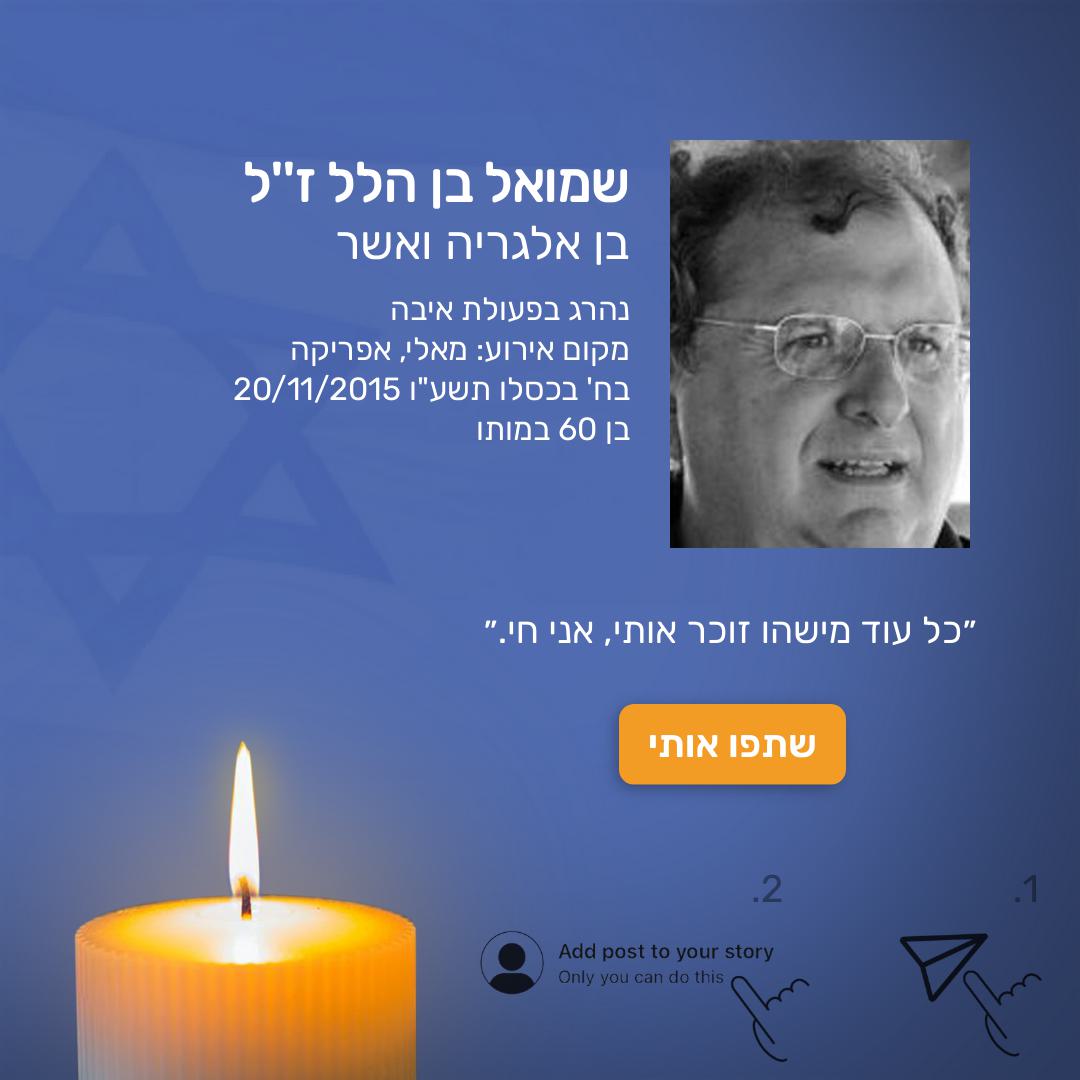 שמואל בן הלל ז"ל
בן אלגריה ואשר
נהרג בפעולת איבה
מקום אירוע: מאלי, אפריקה
בח' בכסלו תשע"ו 20/11/2015
בן 60 במותו
״כל עוד מישהו זוכר אותי, אני חי.״
שתפו אותי
1.
2.
Add post to your story
Only you can do this